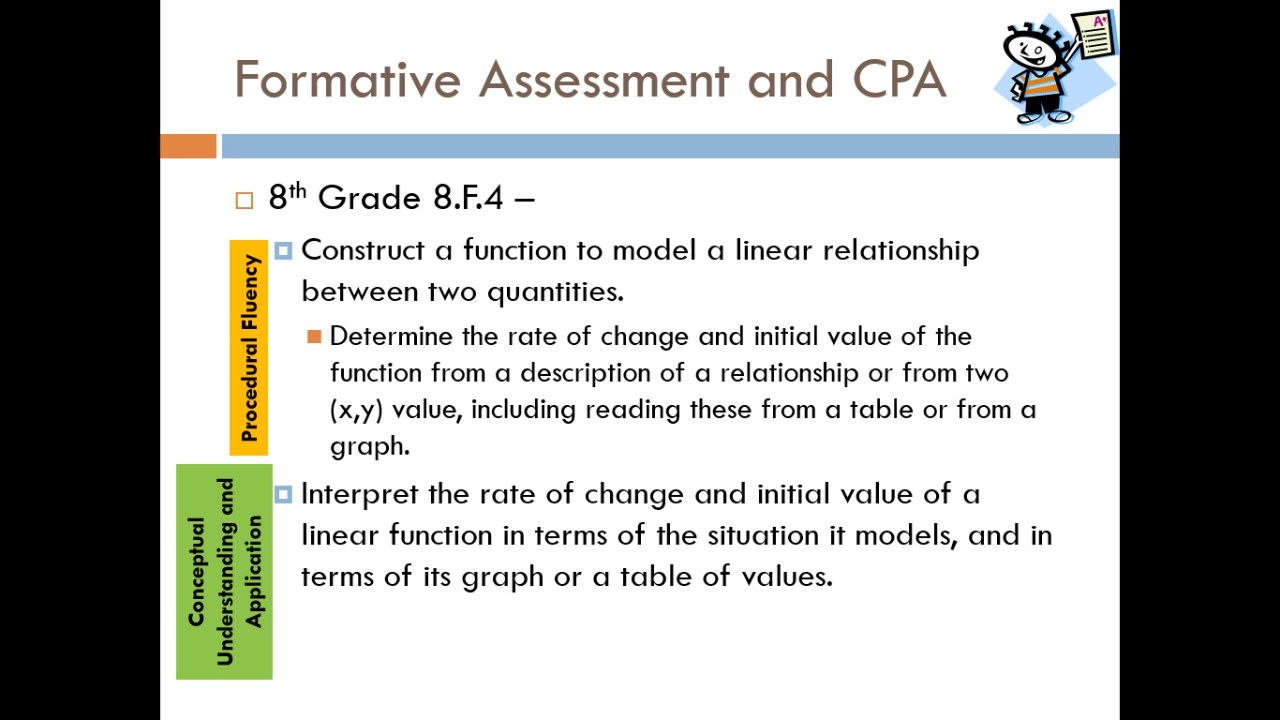 Formative Assessment and CPA
A+
8th Grade 8.F.4 –
Procedural Fluency
Construct a function to model a linear relationship
between two quantities.
Determine the rate of change and initial value of the
function from a description of a relationship or from two
(x,y) value, including reading these from a table or from a
graph.
Conceptual
Understanding and
Application
Interpret the rate of change and initial value of a
linear function in terms of the situation it models, and in
terms of its graph or a table of values.